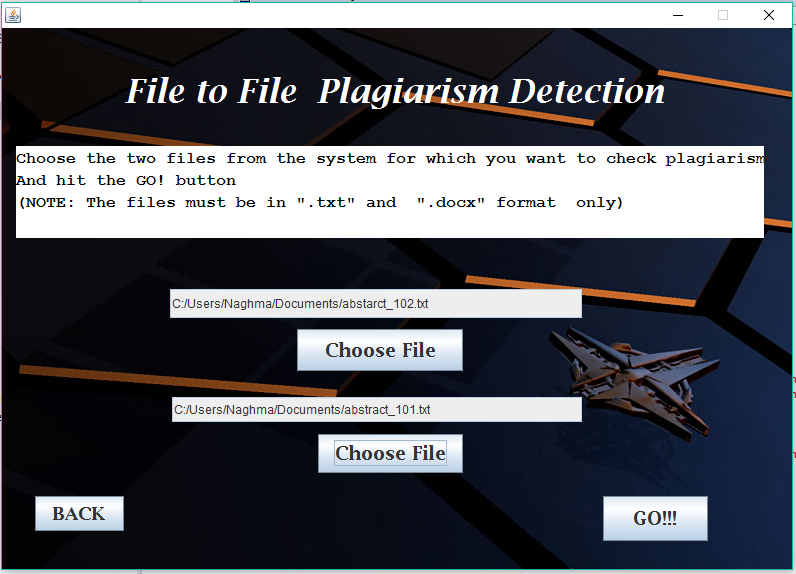 File to File  Plagiarism Detection
Choose the two files from the system for which you want to check plagiarism
And hit the GO! button
(NOTE: The files must be in ".txt" and  ".docx" format  only)
C:/Users/Naghma/Documents/abstarct_102.txt
Choose File
C:/Users/Naghma/Documents/abstract_101.txt
Choose File
BACK
GO!!!